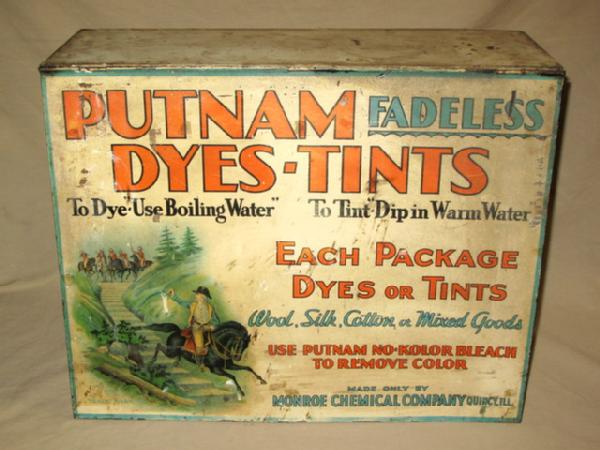 PUTNAM FADELESS
DYES-TINTS
To Dye "Use Boiling Water" To Tint "Dip in Warm Water
EACH PACKAGE
DYES OR TINTS
Wool, Silk, Cotton, or Mixed Goods
USE PUTNAM NO-KOLOR BLEACH
TO REMOVE COLOR
MADE ONLY BY
MONROE CHEMICAL COMPANY QUINCY, ILL.